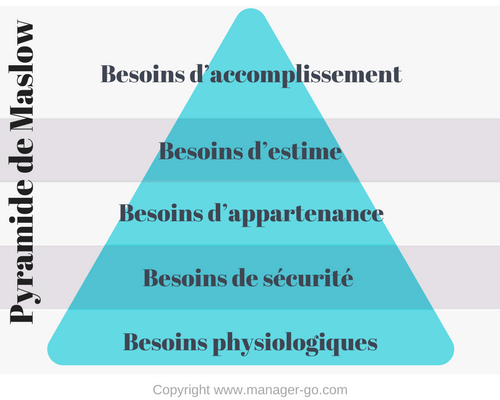 Pyramide de Maslow
Besoins d’accomplissement
Besoins d’estime
Besoins d’appartenance
Besoins de sécurité
Besoins physiologiques
Copyright www.manager-go.com